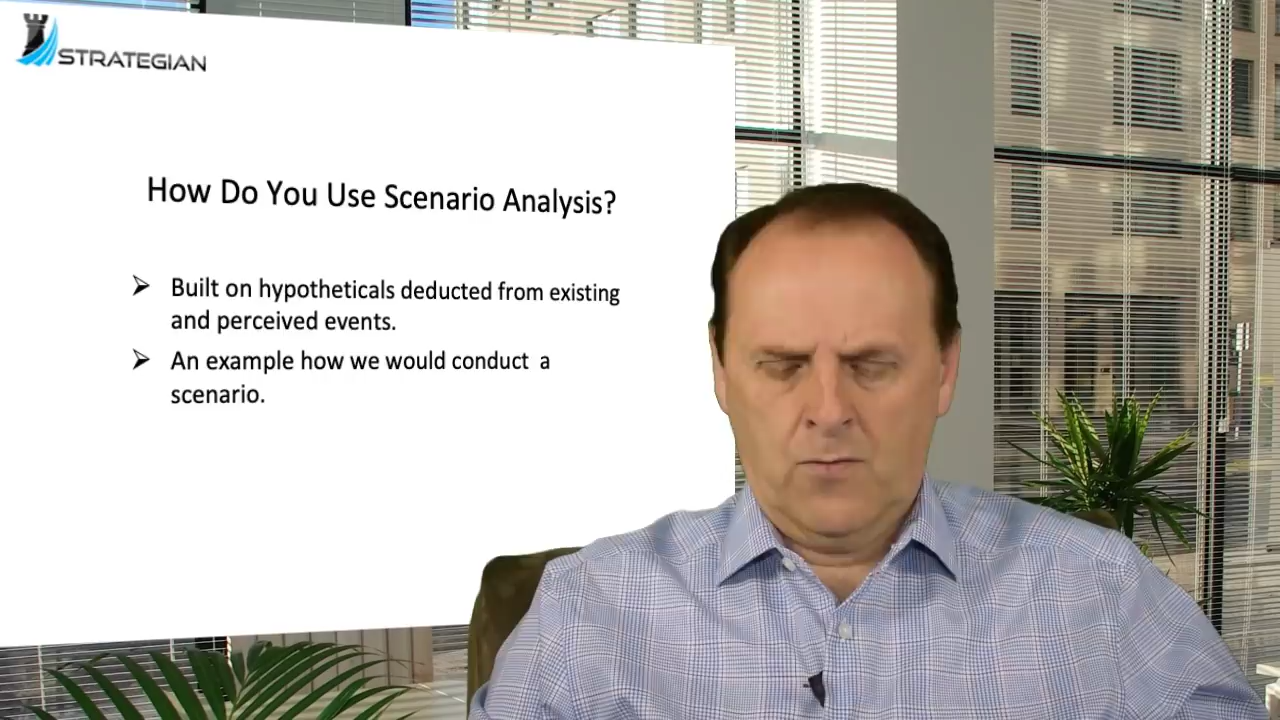 STRATEGIAN
How Do You Use Scenario Analysis?
Built on hypotheticals deducted from existing
and perceived events.
An example how we would conduct a
scenario.